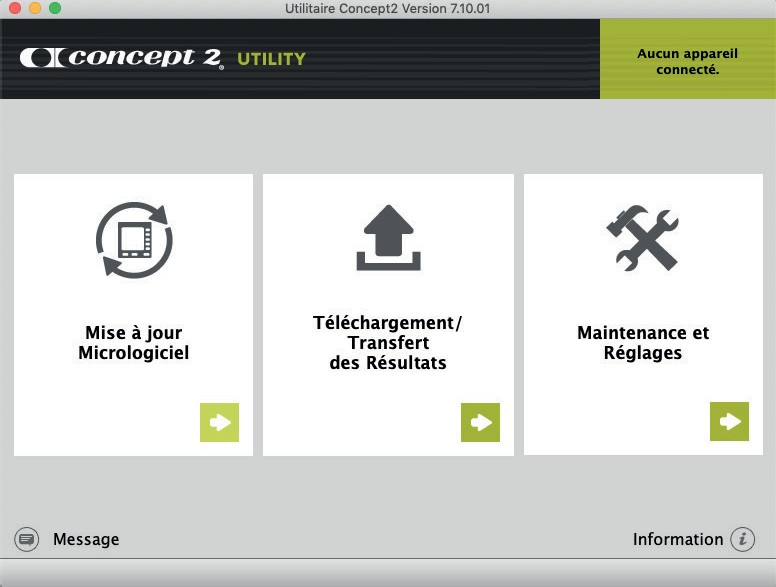 Utilitaire Concept2 Version 7.10.01
concept 2 UTILITY
Aucun appareil
connecté.
Mise à jour
Micrologiciel
Téléchargement/
Transfert
des Résultats
Maintenance et
Réglages
Message
Information